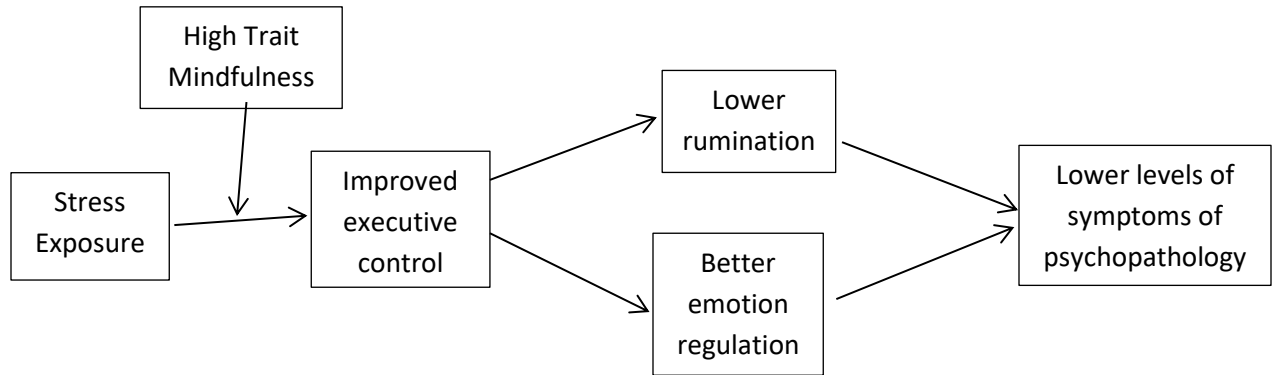 High Trait
Mindfulness
Stress
Exposure
Improved
executive
control
Lower
rumination
Better
emotion
regulation
Lower levels of
symptoms of
psychopathology